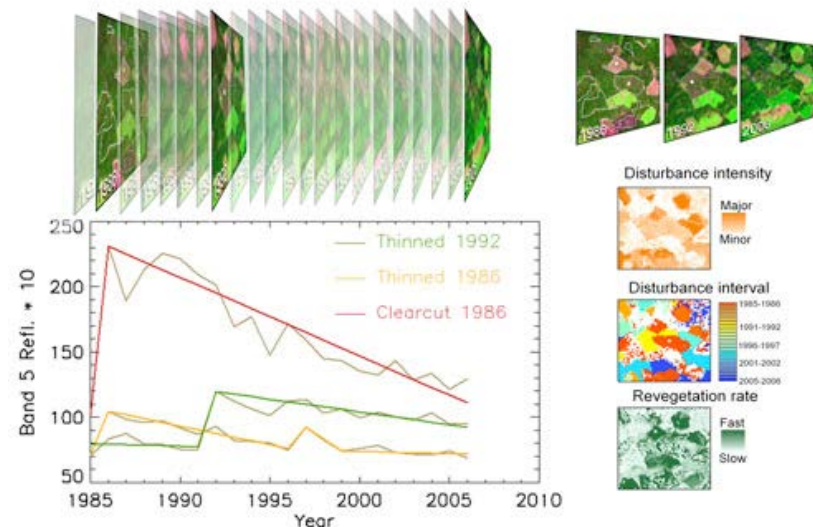 1986
1992
2006
Disturbance intensity
Major
Minor
Disturbance interval
1985-1986
1991-1992
1996-1997
2001-2002
2005-2006
Revegetation rate
Fast
Slow
250
200
150
100
50
Band 5 Refl. * 10
Thinned 1992
Thinned 1986
Clearcut 1986
1985
1990
1995
2000
2005
2010
Year